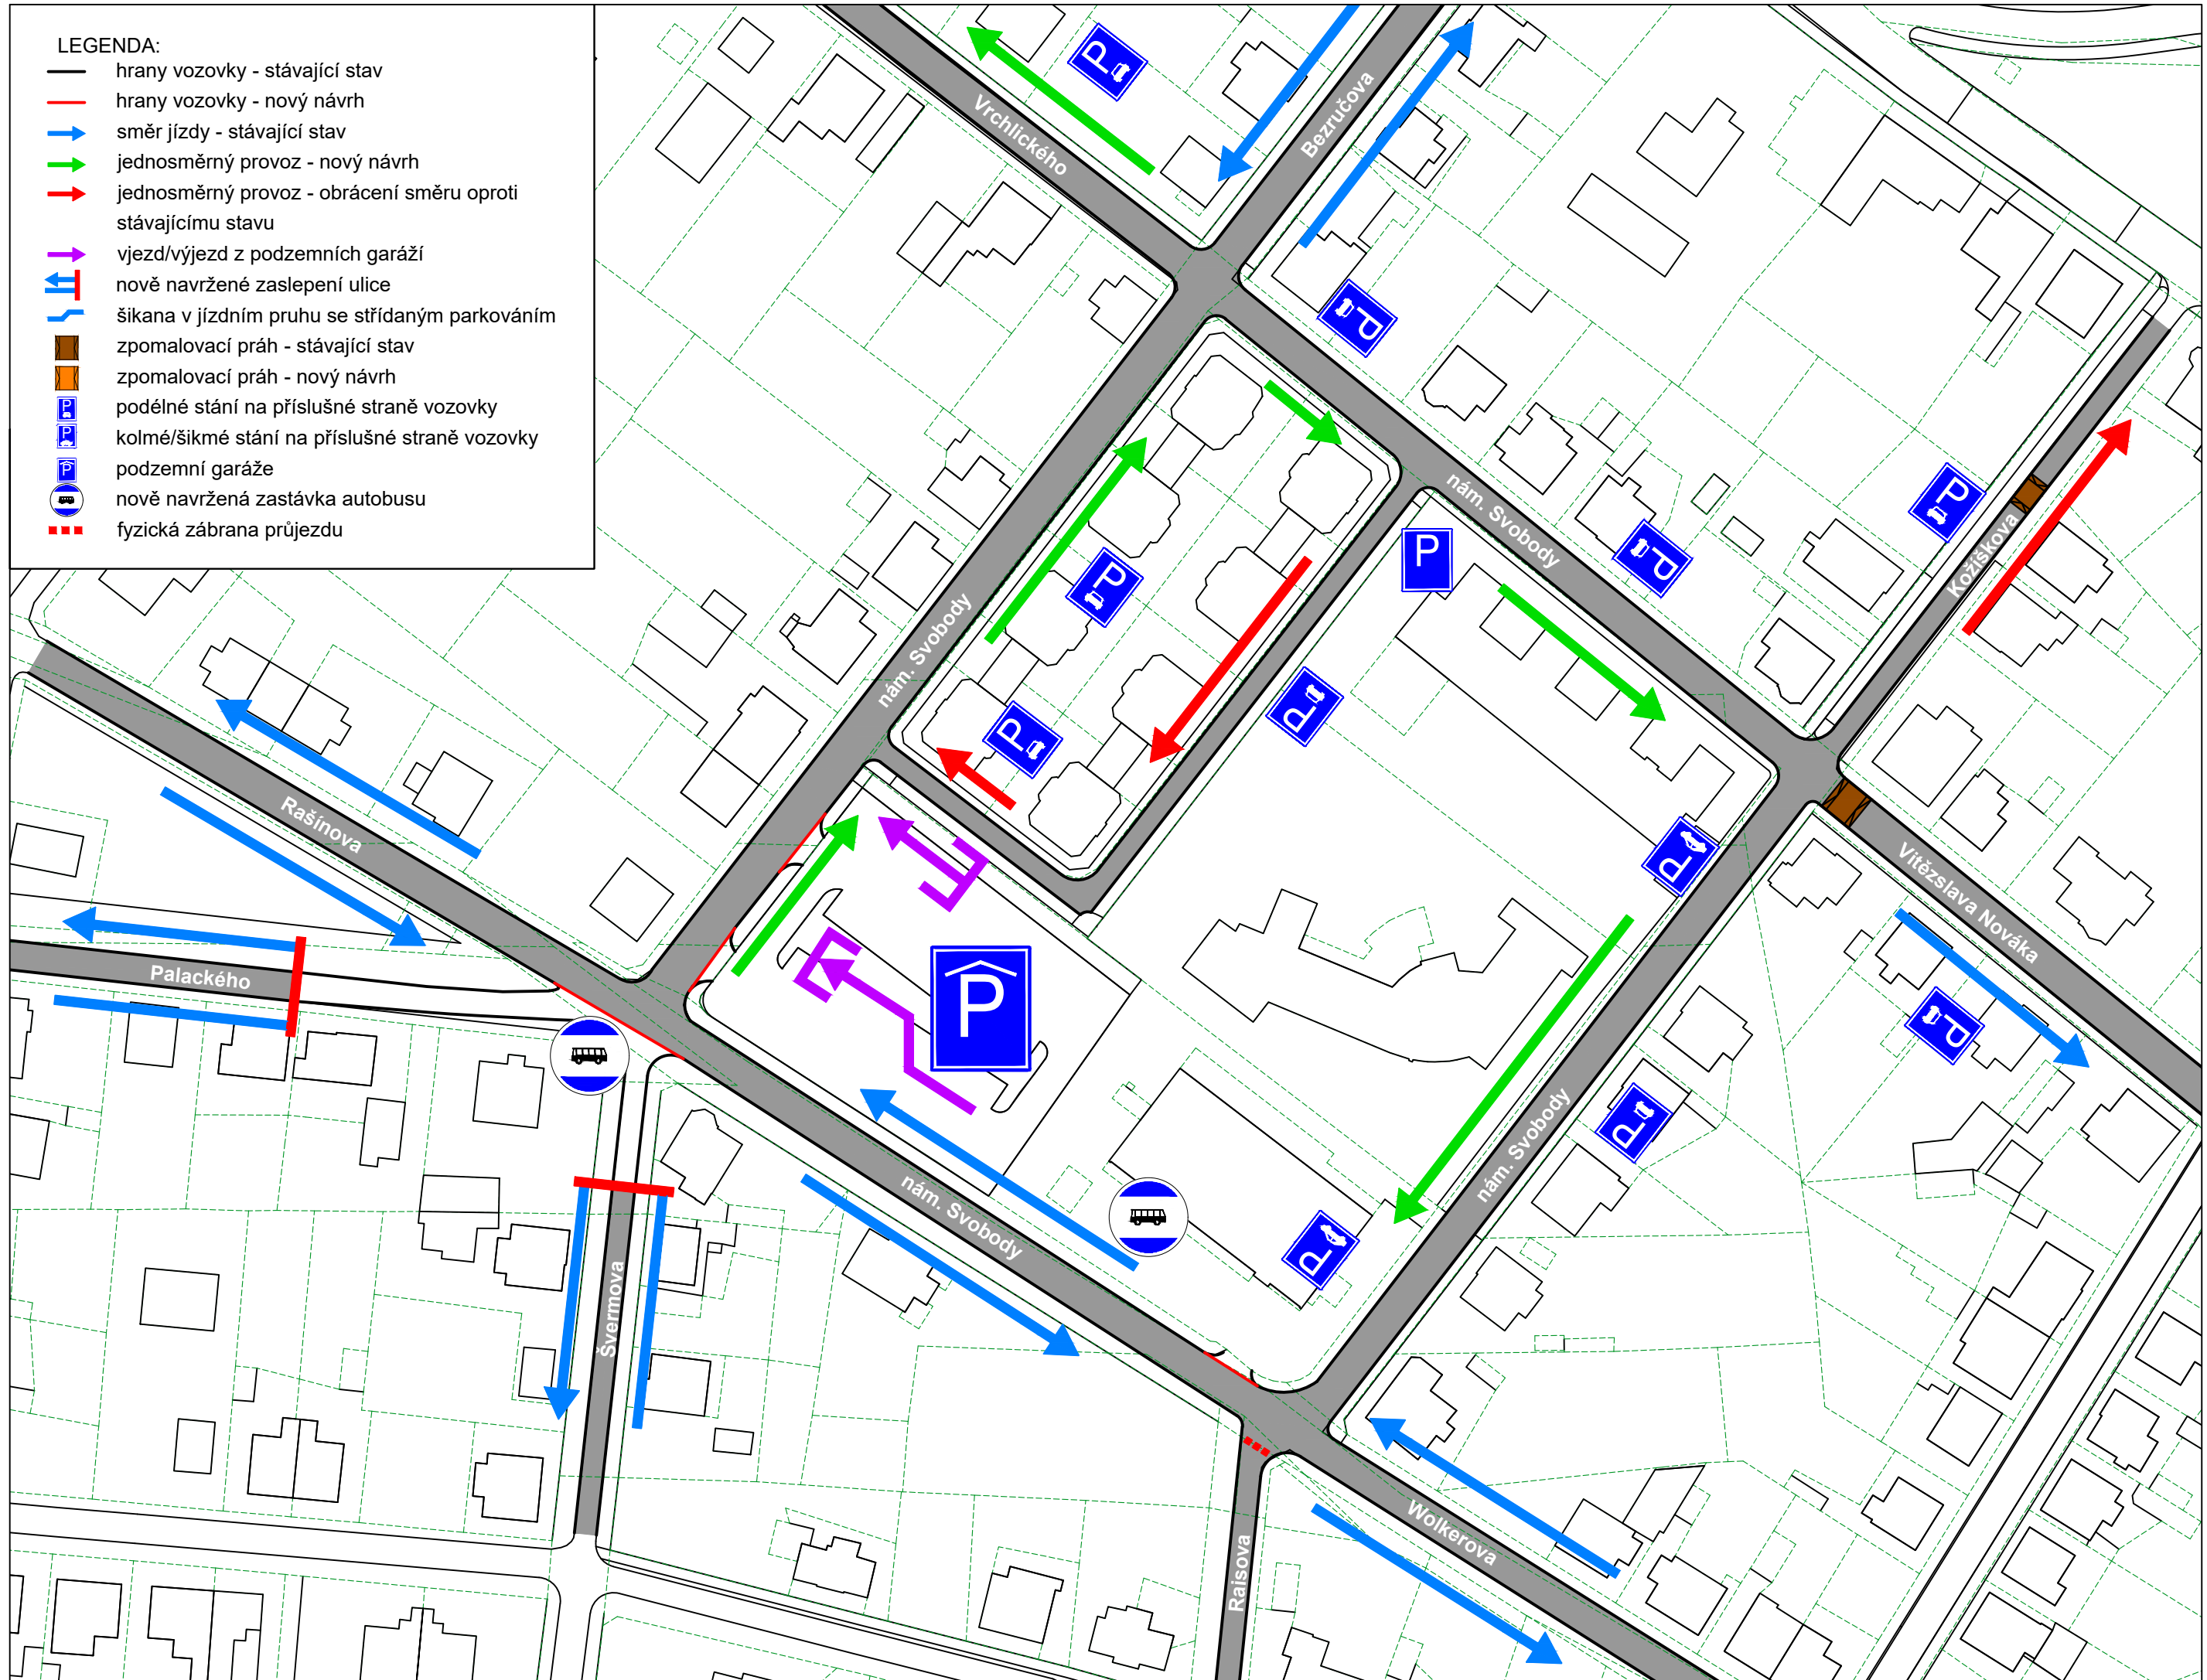 LEGENDA:
hrany vozovky - stávající stav
hrany vozovky - nový návrh
směr jízdy - stávající stav
jednosměrný provoz - nový návrh
jednosměrný provoz - obrácení směru oproti
stávajícímu stavu
vjezd/výjezd z podzemních garáží
nově navržené zaslepení ulice
šikana v jízdním pruhu se střídaným parkováním
zpomalovací práh - stávající stav
zpomalovací práh - nový návrh
P
podélné stání na příslušné straně vozovky
P
kolmé/šikmé stání na příslušné straně vozovky
P
podzemní garáže
nově navržená zastávka autobusu
fyzická zábrana průjezdu
P
Vrchlického
Bezručova
P
nám. Svobody
P
Kožíškova
P
P
P
nám. Svobody
P
P
P
Rašínova
P
Vítězslava Nováka
Palackého
P
P
P
nám. Svobody
nám. Svobody
P
Švermova
Wolkerova
Raisova